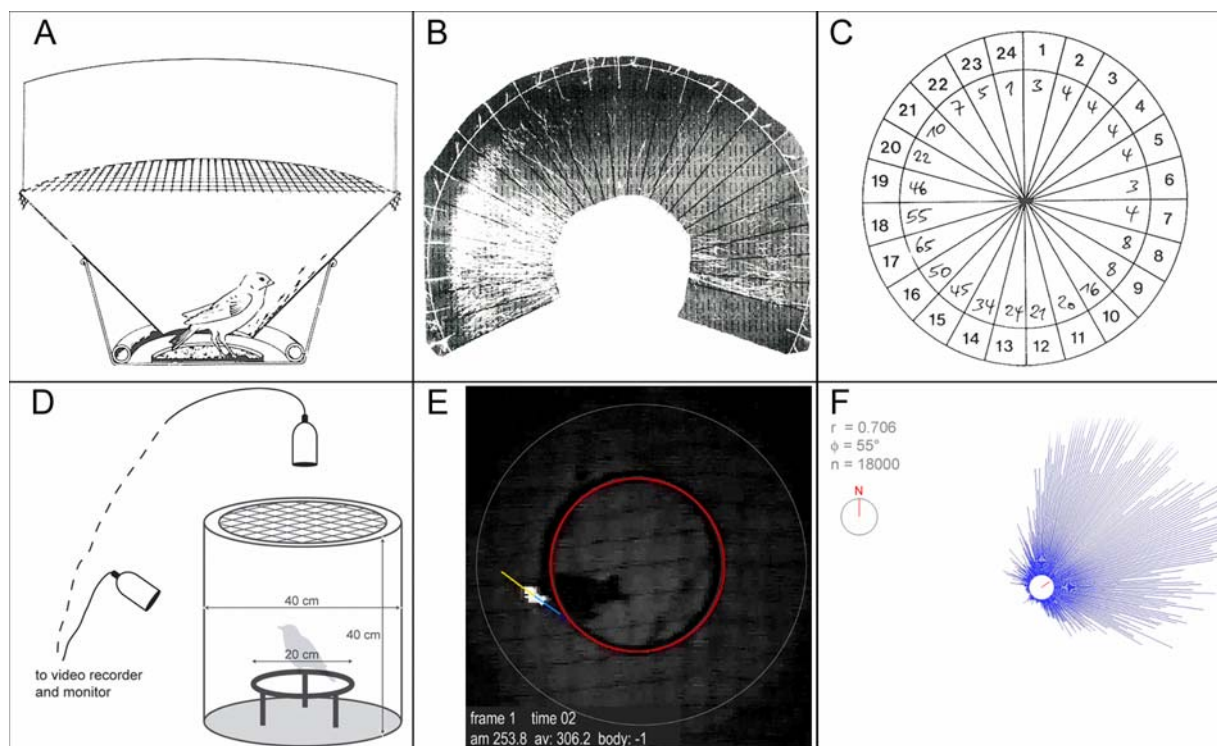 A
B
C
24 1
23 2
22 3
21 4
20 5
19 6
18 7
17 8
16 9
15 10
14 11
13 12
1 3
5 4
7 4
10 4
22 4
46 3
55 4
65 8
50 8
45 16
34 20
24 21
D
40 cm
40 cm
20 cm
to video recorder
and monitor
E
frame 1 time 02
am 253.8 av: 306.2 body: -1
F
r = 0.706
ϕ = 55°
n = 18000
N